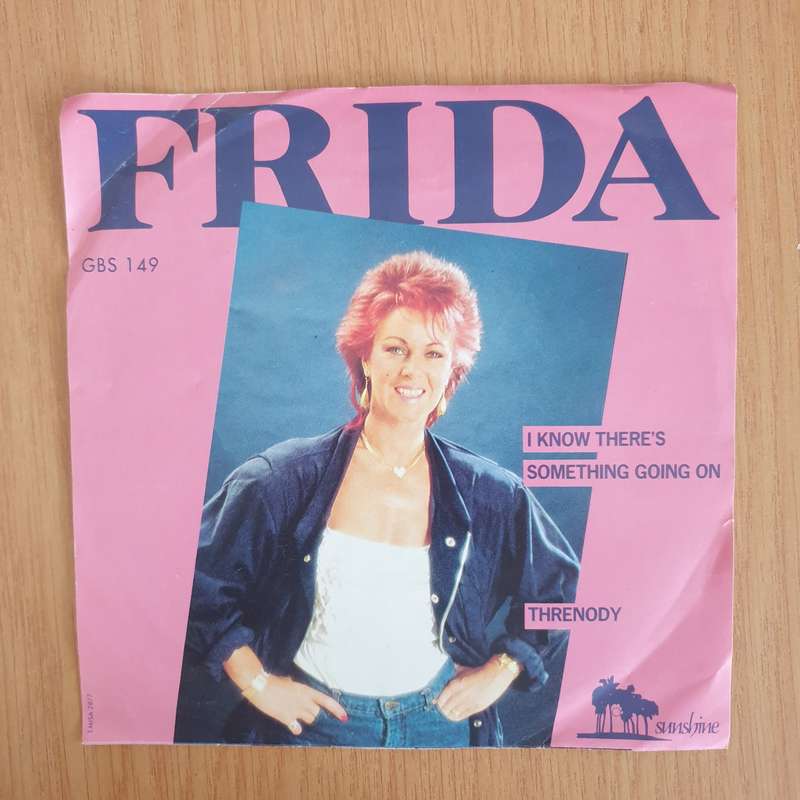 FRIDA
GBS 149
I KNOW THERE'S
SOMETHING GOING ON
THRENODY
sunshine